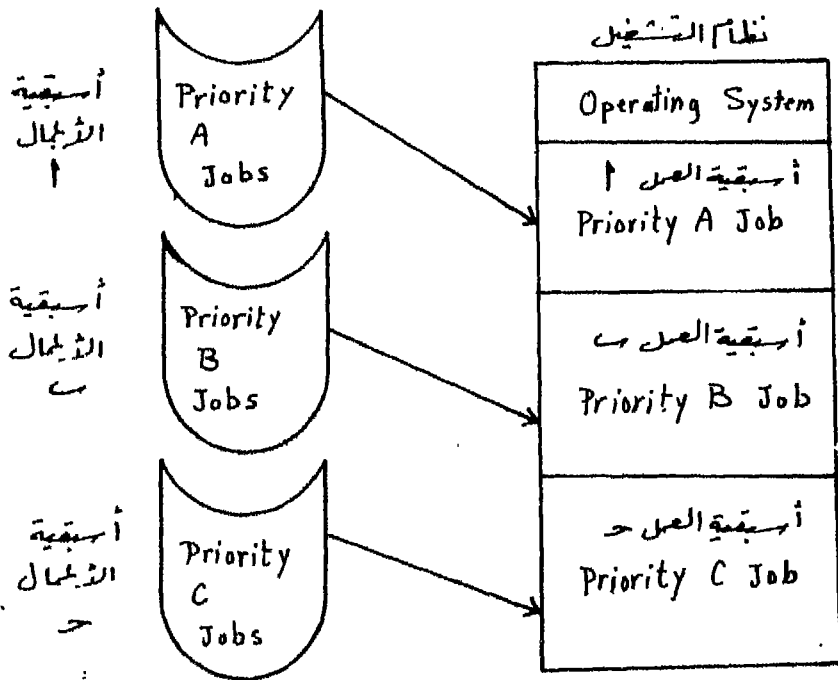 نظام التشغيل
Operating System
أسبقية
الأعمال
أ
Priority
A
Jobs
أسبقية العمل أ
Priority A Job
أسبقية
الأعمال
ب
Priority
B
Jobs
أسبقية العمل ب
Priority B Job
أسبقية
الأعمال
ج
Priority
C
Jobs
أسبقية العمل ج
Priority C Job